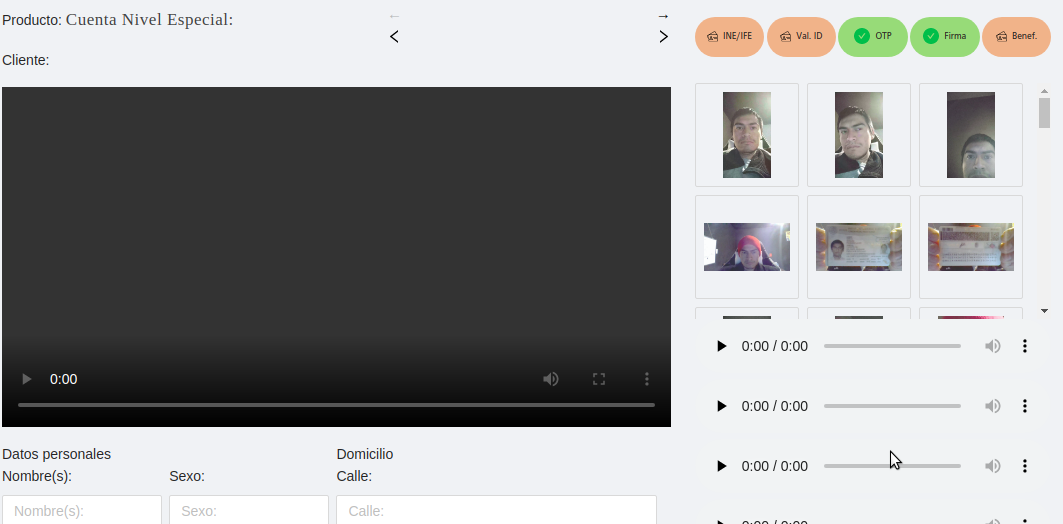 Producto: Cuenta Nivel Especial:
← →
< >
Cliente:
INE/IFE Val. ID OTP Firma Benef.
0:00
0:00 / 0:00
0:00 / 0:00
0:00 / 0:00
Datos personales Domicilio
Nombre(s): Sexo: Calle:
Nombre(s): Sexo: Calle: